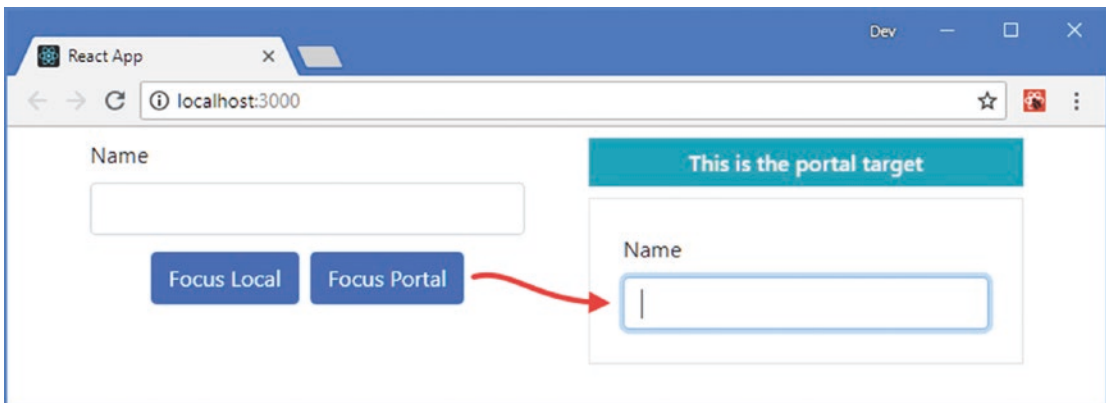 Dev
React App
localhost:3000
Name
Focus Local Focus Portal
This is the portal target
Name